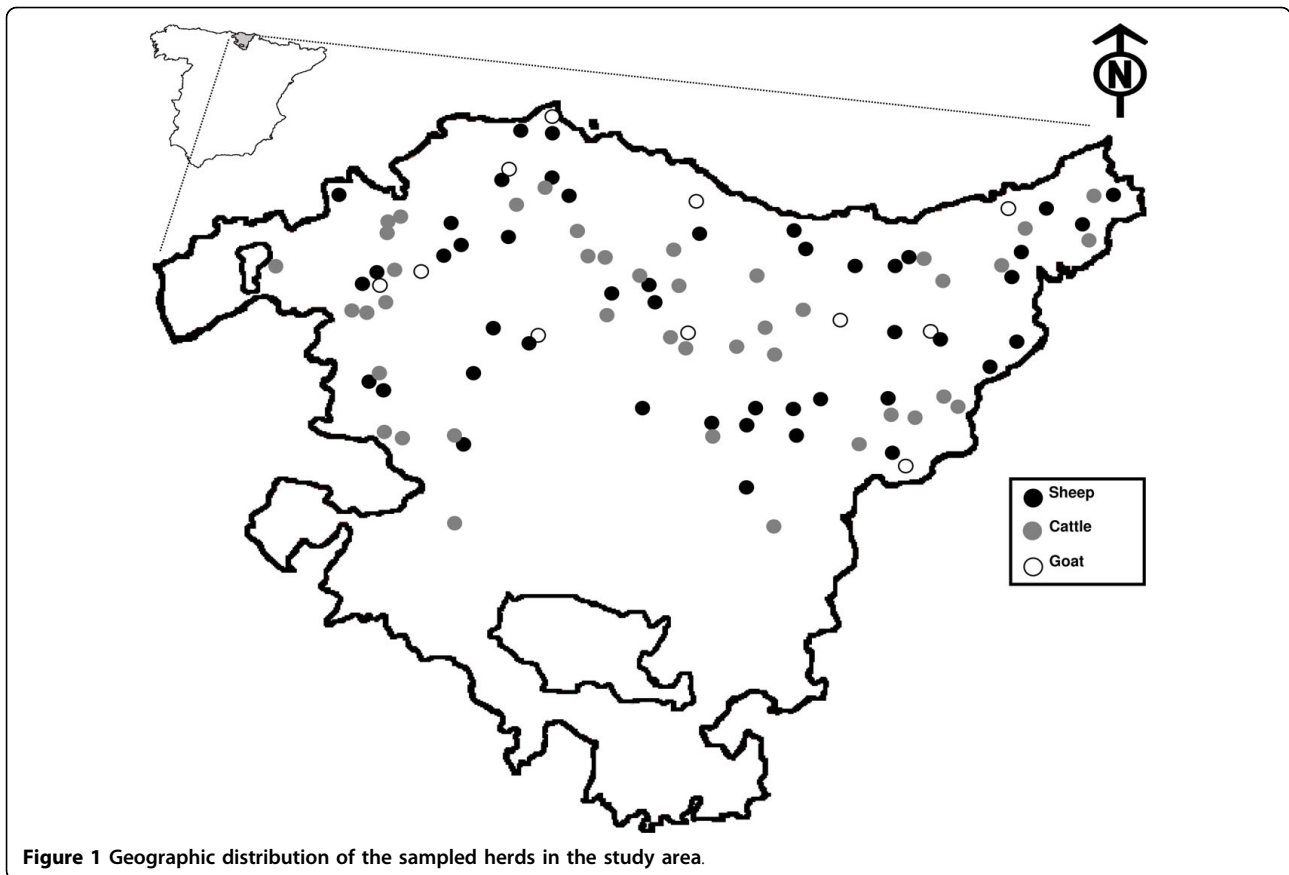 N
Sheep
Cattle
Goat
Figure 1 Geographic distribution of the sampled herds in the study area.